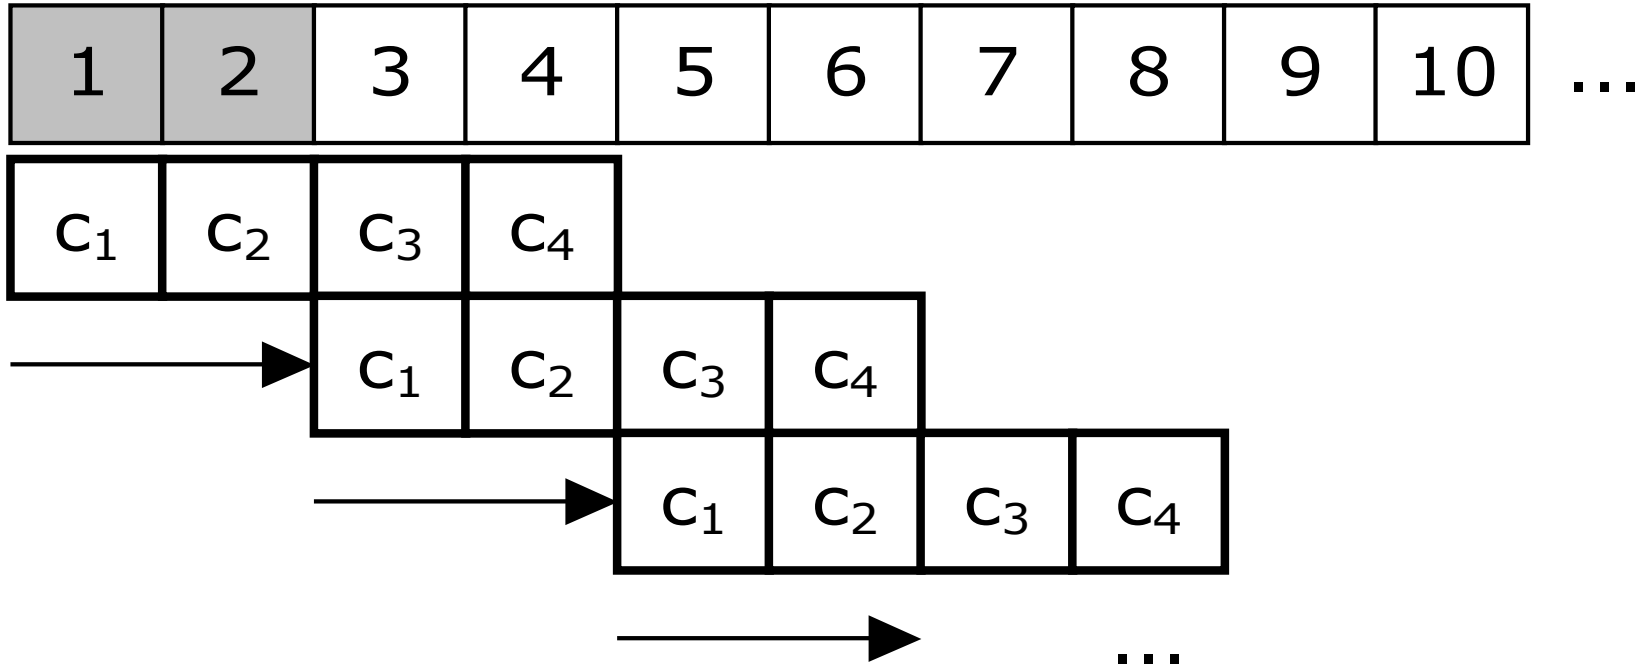 1 2 3 4 5 6 7 8 9 10 ...
c₁ c₂ c₃ c₄
c₁ c₂ c₃ c₄
c₁ c₂ c₃ c₄
...